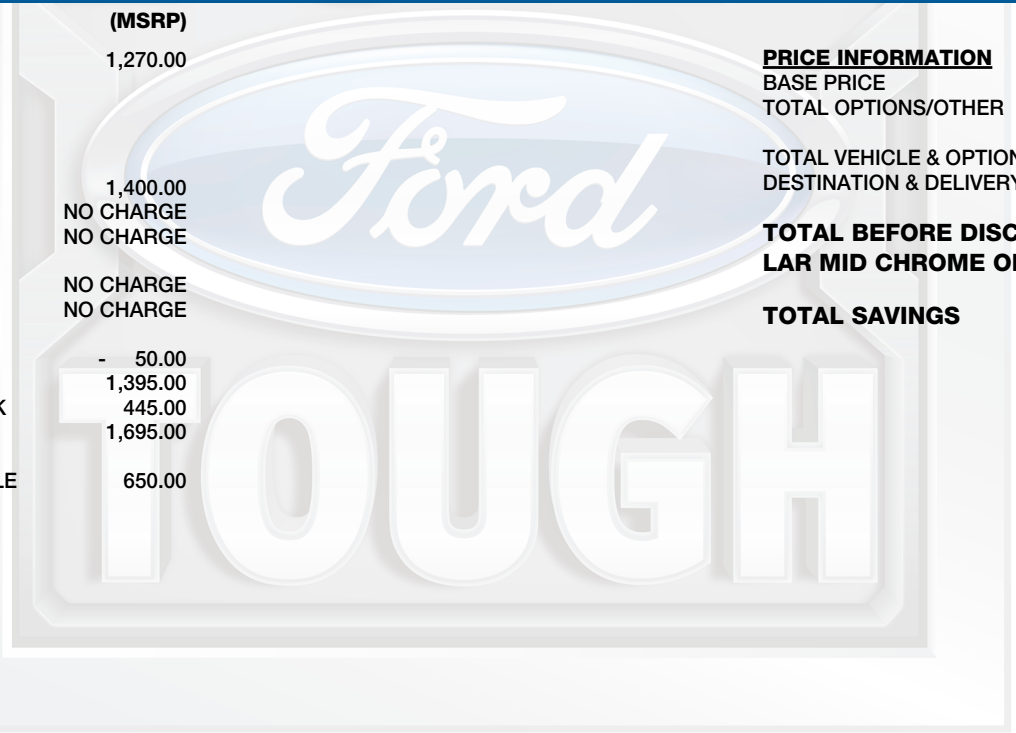 (MSRP)
1,270.00
1,400.00
NO CHARGE
NO CHARGE
NO CHARGE
NO CHARGE
- 50.00
1,395.00
K 445.00
1,695.00
LE 650.00
PRICE INFORMATION
BASE PRICE
TOTAL OPTIONS/OTHER
TOTAL VEHICLE & OPTION
DESTINATION & DELIVERY
TOTAL BEFORE DISC
LAR MID CHROME O
TOTAL SAVINGS
Ford
TOUGH